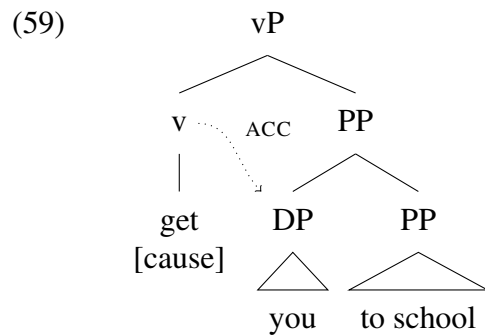 (59) vP
v ACC PP
get DP PP
[cause]
you to school